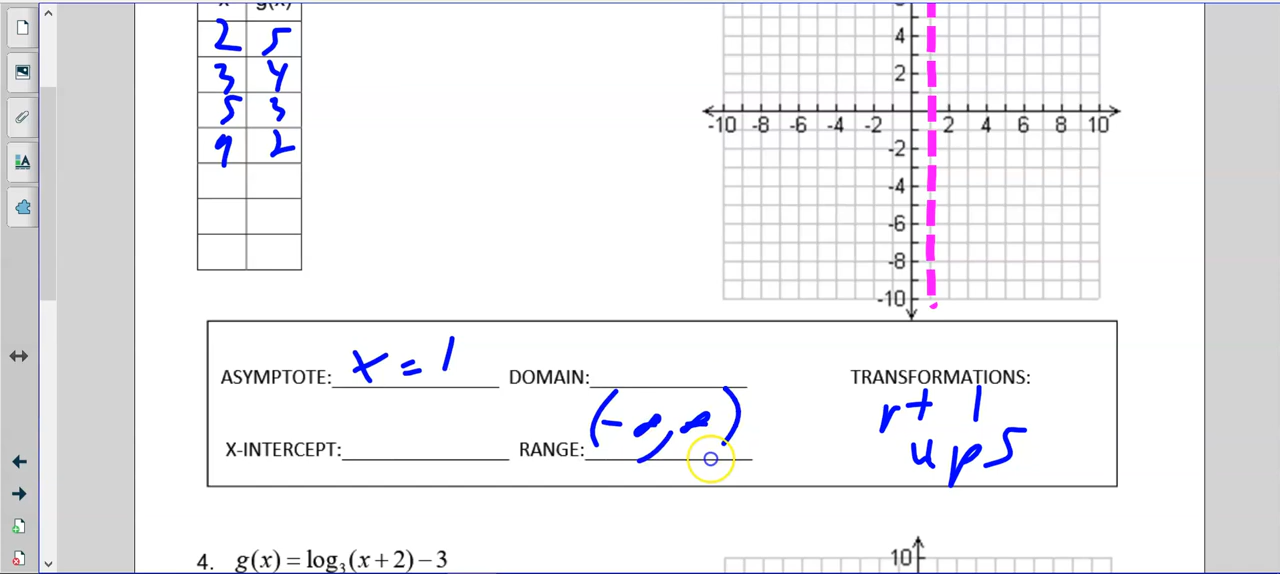 x g(x)
2 5
3 4
5 3
9 2
4
2
-10 -8 -6 -4 -2 2 4 6 8 10
-2
-4
-6
-8
-10
ASYMPTOTE: x = 1 DOMAIN: TRANSFORMATIONS:
rt 1
X-INTERCEPT: RANGE: (-∞, ∞) up 5
4. g(x) = log₃(x + 2) − 3
10